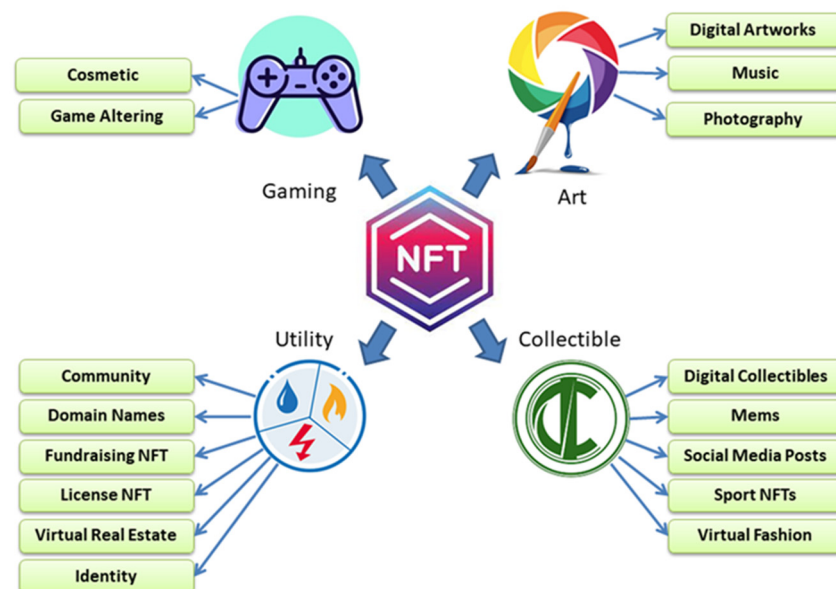 Cosmetic
Game Altering
Gaming
Digital Artworks
Music
Photography
Art
NFT
Utility
Community
Domain Names
Fundraising NFT
License NFT
Virtual Real Estate
Identity
Collectible
Digital Collectibles
Mems
Social Media Posts
Sport NFTs
Virtual Fashion